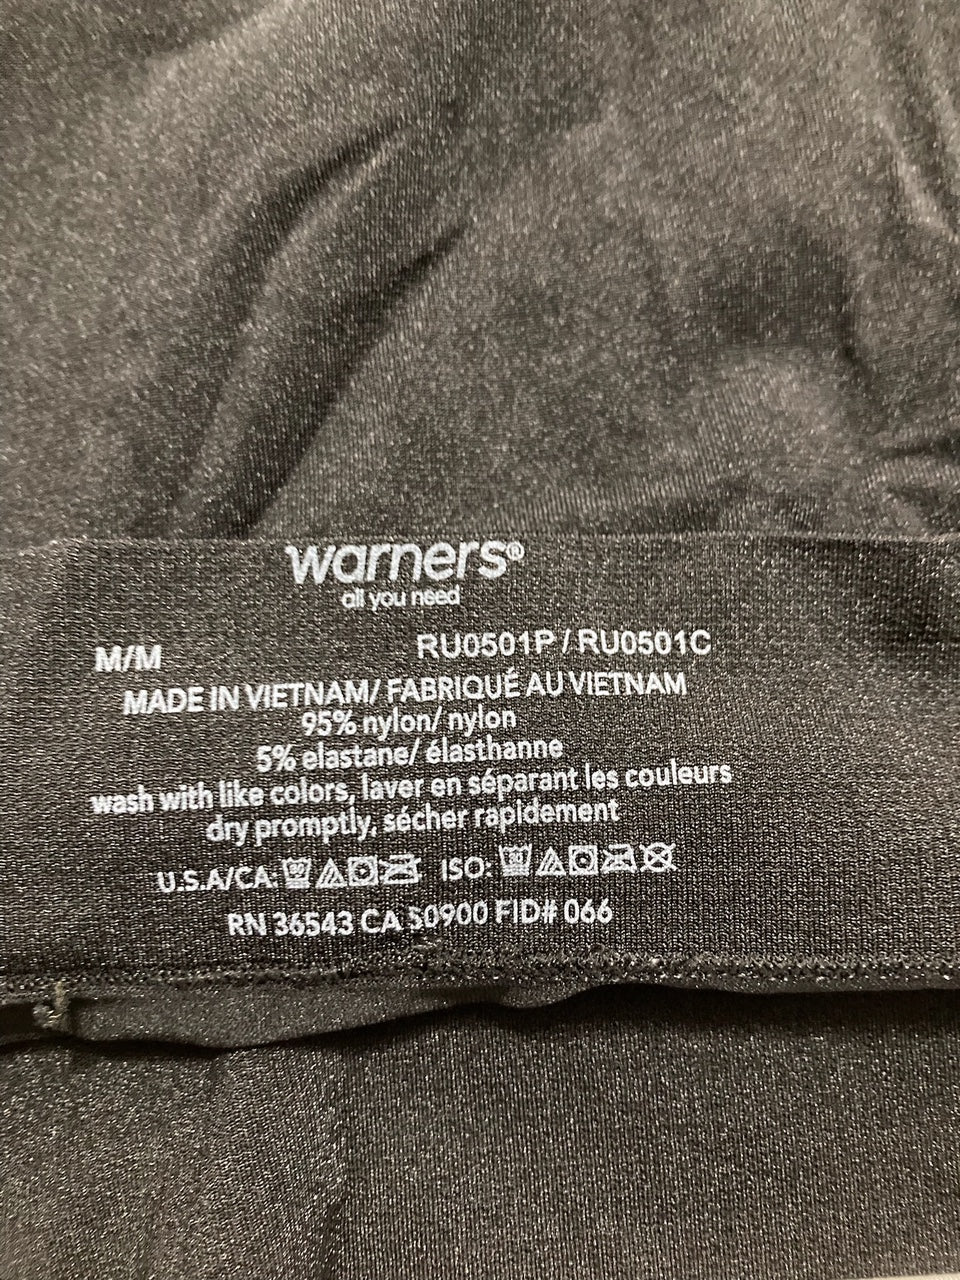 warners®
all you need
M/M RU0501P / RU0501C
MADE IN VIETNAM/ FABRIQUÉ AU VIETNAM
95% nylon/ nylon
5% elastane/ élasthanne
wash with like colors, laver en séparant les couleurs
dry promptly, sécher rapidement
U.S.A/CA: ISO: 30
RN 36543 CA 50900 FID# 066